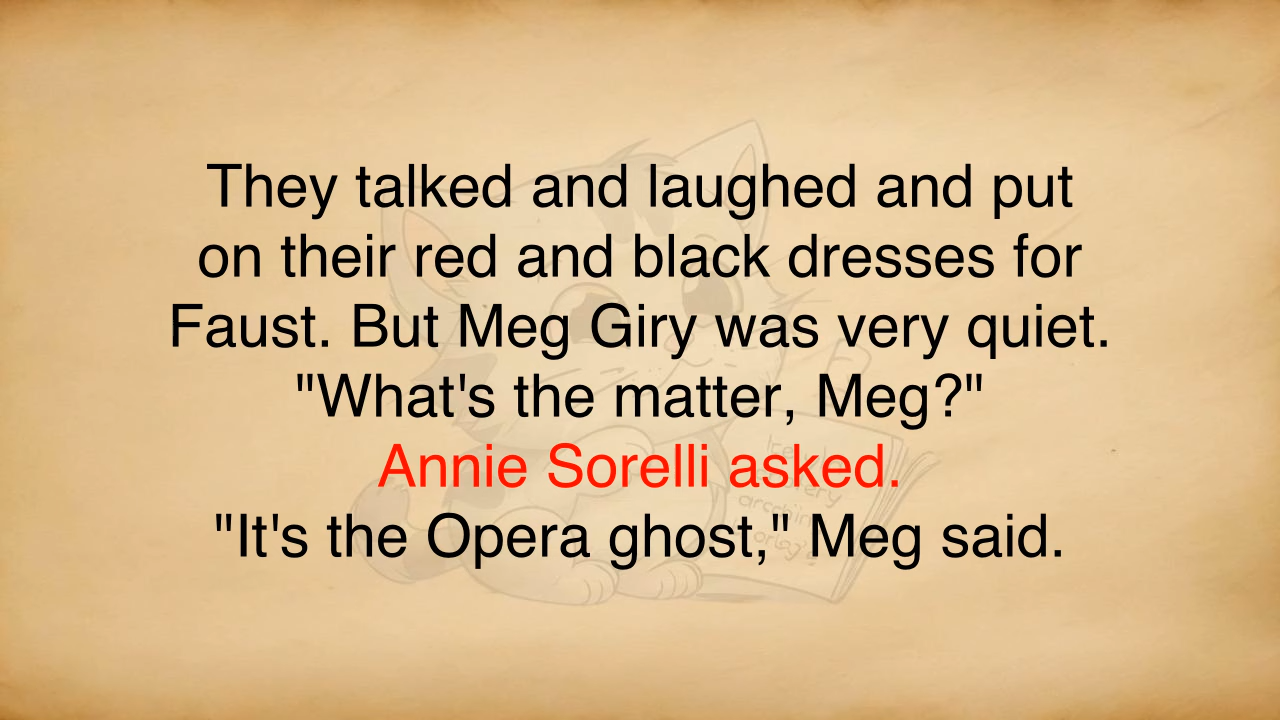 They talked and laughed and put
on their red and black dresses for
Faust. But Meg Giry was very quiet.
"What's the matter, Meg?"
Annie Sorelli asked.
"It's the Opera ghost," Meg said.